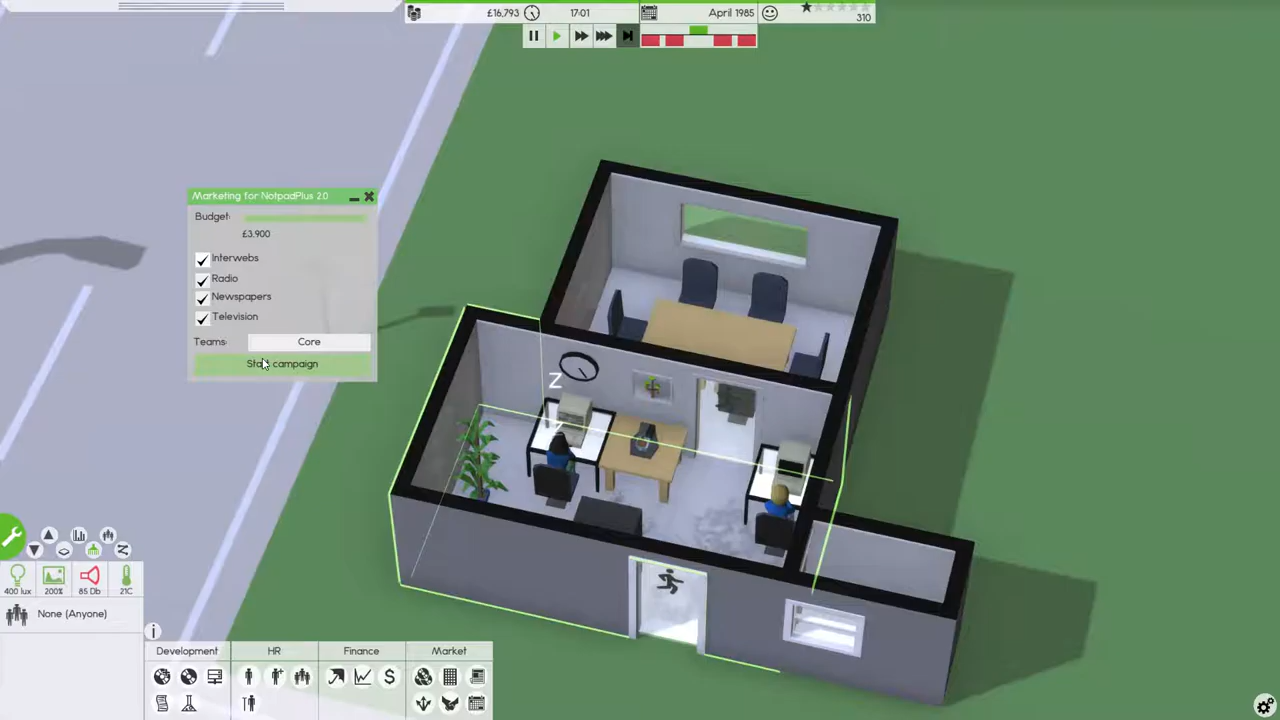 £16,793 17:01 April 1985 310
Marketing for NotpadPlus 2.0
Budget:
£3.900
Interwebs
Radio
Newspapers
Television
Teams: Core
Start campaign
Z
400 lux 200% 85 Db 21C
None (Anyone)
i
Development HR Finance Market